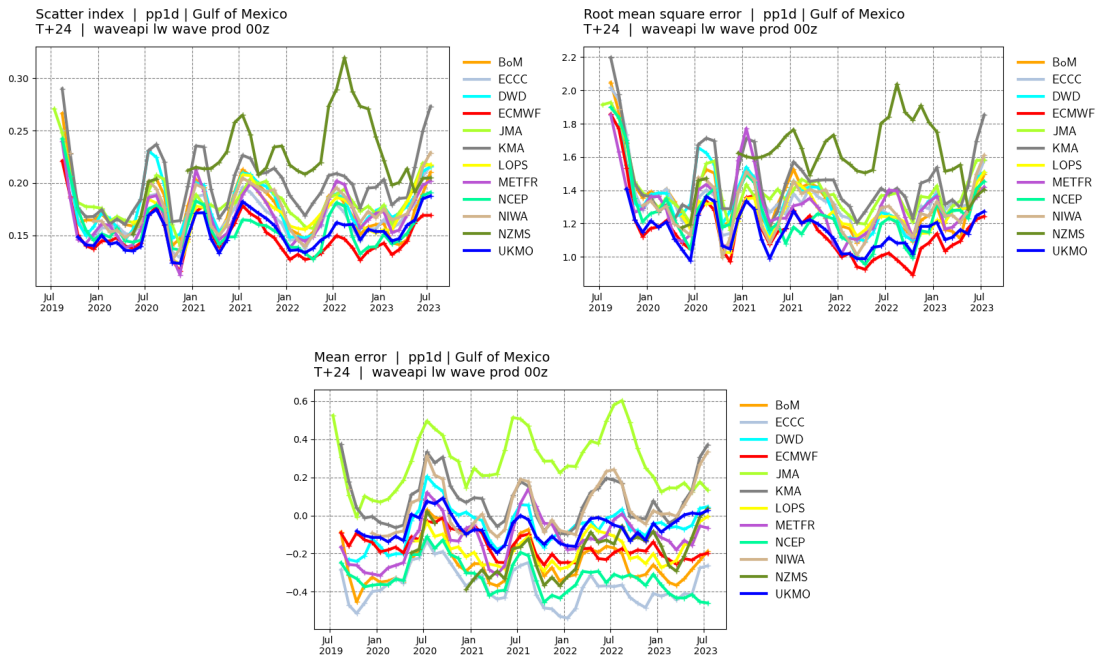 Scatter index | pp1d | Gulf of Mexico
T+24 | waveapi lw wave prod 00z
0.30
0.25
0.20
0.15
Jul
2019
Jan
2020
Jul
2020
Jan
2021
Jul
2021
Jan
2022
Jul
2022
Jan
2023
Jul
2023
BoM
ECCC
DWD
ECMWF
JMA
KMA
LOPS
METFR
NCEP
NIWA
NZMS
UKMO
Root mean square error | pp1d | Gulf of Mexico
T+24 | waveapi lw wave prod 00z
2.2
2.0
1.8
1.6
1.4
1.2
1.0
Jul
2019
Jan
2020
Jul
2020
Jan
2021
Jul
2021
Jan
2022
Jul
2022
Jan
2023
Jul
2023
BoM
ECCC
DWD
ECMWF
JMA
KMA
LOPS
METFR
NCEP
NIWA
NZMS
UKMO
Mean error | pp1d | Gulf of Mexico
T+24 | waveapi lw wave prod 00z
0.6
0.4
0.2
0.0
−0.2
−0.4
Jul
2019
Jan
2020
Jul
2020
Jan
2021
Jul
2021
Jan
2022
Jul
2022
Jan
2023
Jul
2023
BoM
ECCC
DWD
ECMWF
JMA
KMA
LOPS
METFR
NCEP
NIWA
NZMS
UKMO